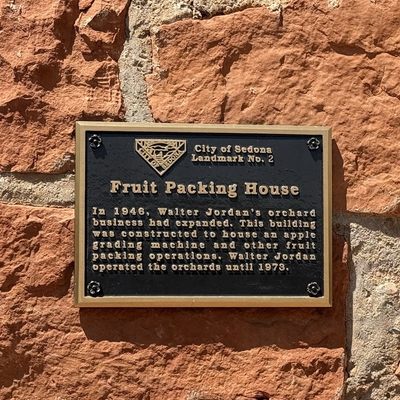 City of Sedona
Landmark No. 2
Fruit Packing House
In 1946, Walter Jordan's orchard
business had expanded. This building
was constructed to house an apple
grading machine and other fruit
packing operations. Walter Jordan
operated the orchards until 1973.